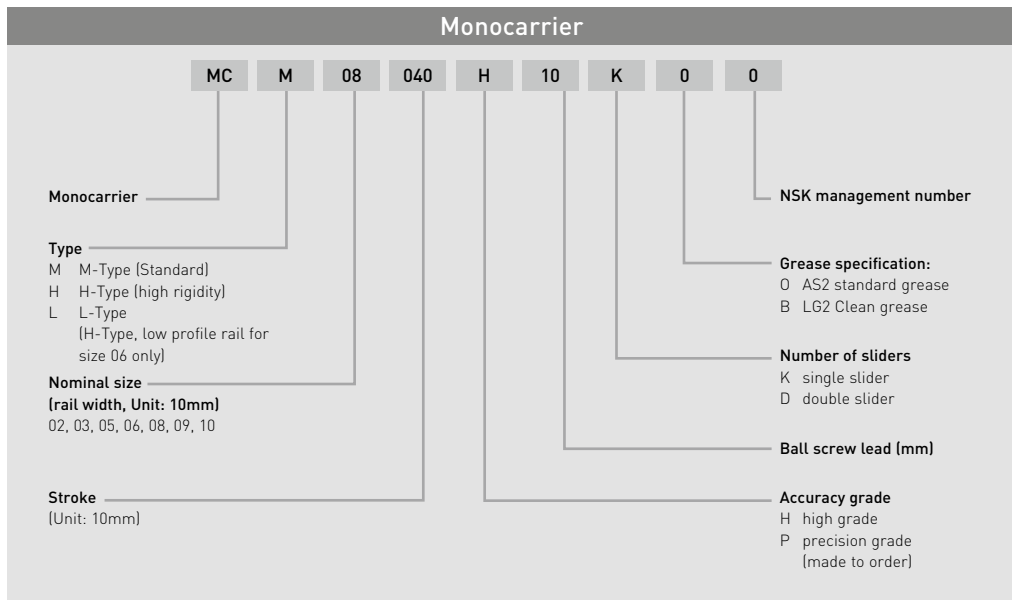 Monocarrier
MC M 08 040 H 10 K 0 0
Monocarrier
Type
M M-Type (Standard)
H H-Type (high rigidity)
L L-Type
(H-Type, low profile rail for
size 06 only)
Nominal size
(rail width, Unit: 10mm)
02, 03, 05, 06, 08, 09, 10
Stroke
(Unit: 10mm)
NSK management number
Grease specification:
0 AS2 standard grease
B LG2 Clean grease
Number of sliders
K single slider
D double slider
Ball screw lead (mm)
Accuracy grade
H high grade
P precision grade
(made to order)